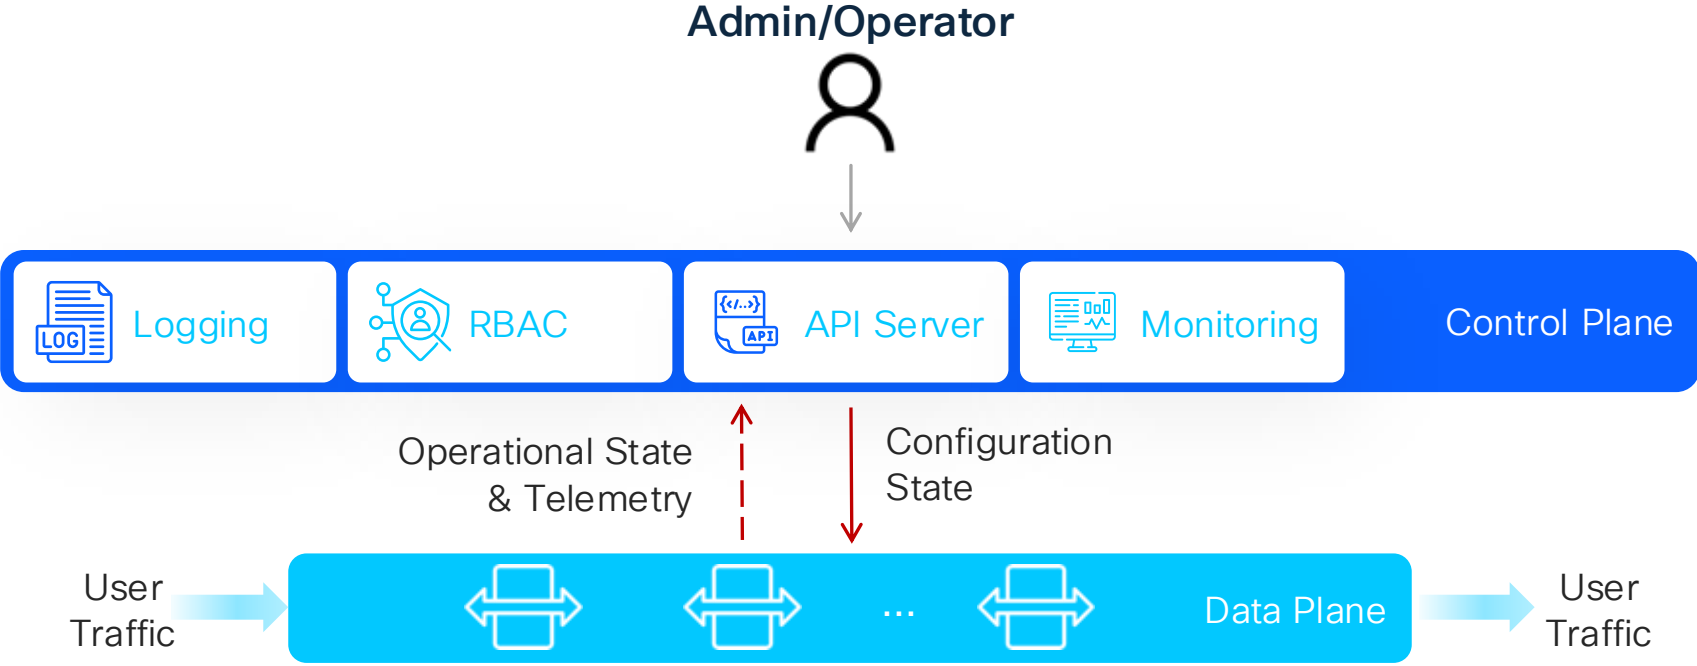 Admin/Operator
LOG
Logging
RBAC
{</..>}
API
API Server
Monitoring
Control Plane
Operational State
& Telemetry
Configuration
State
User
Traffic
...
Data Plane
User
Traffic